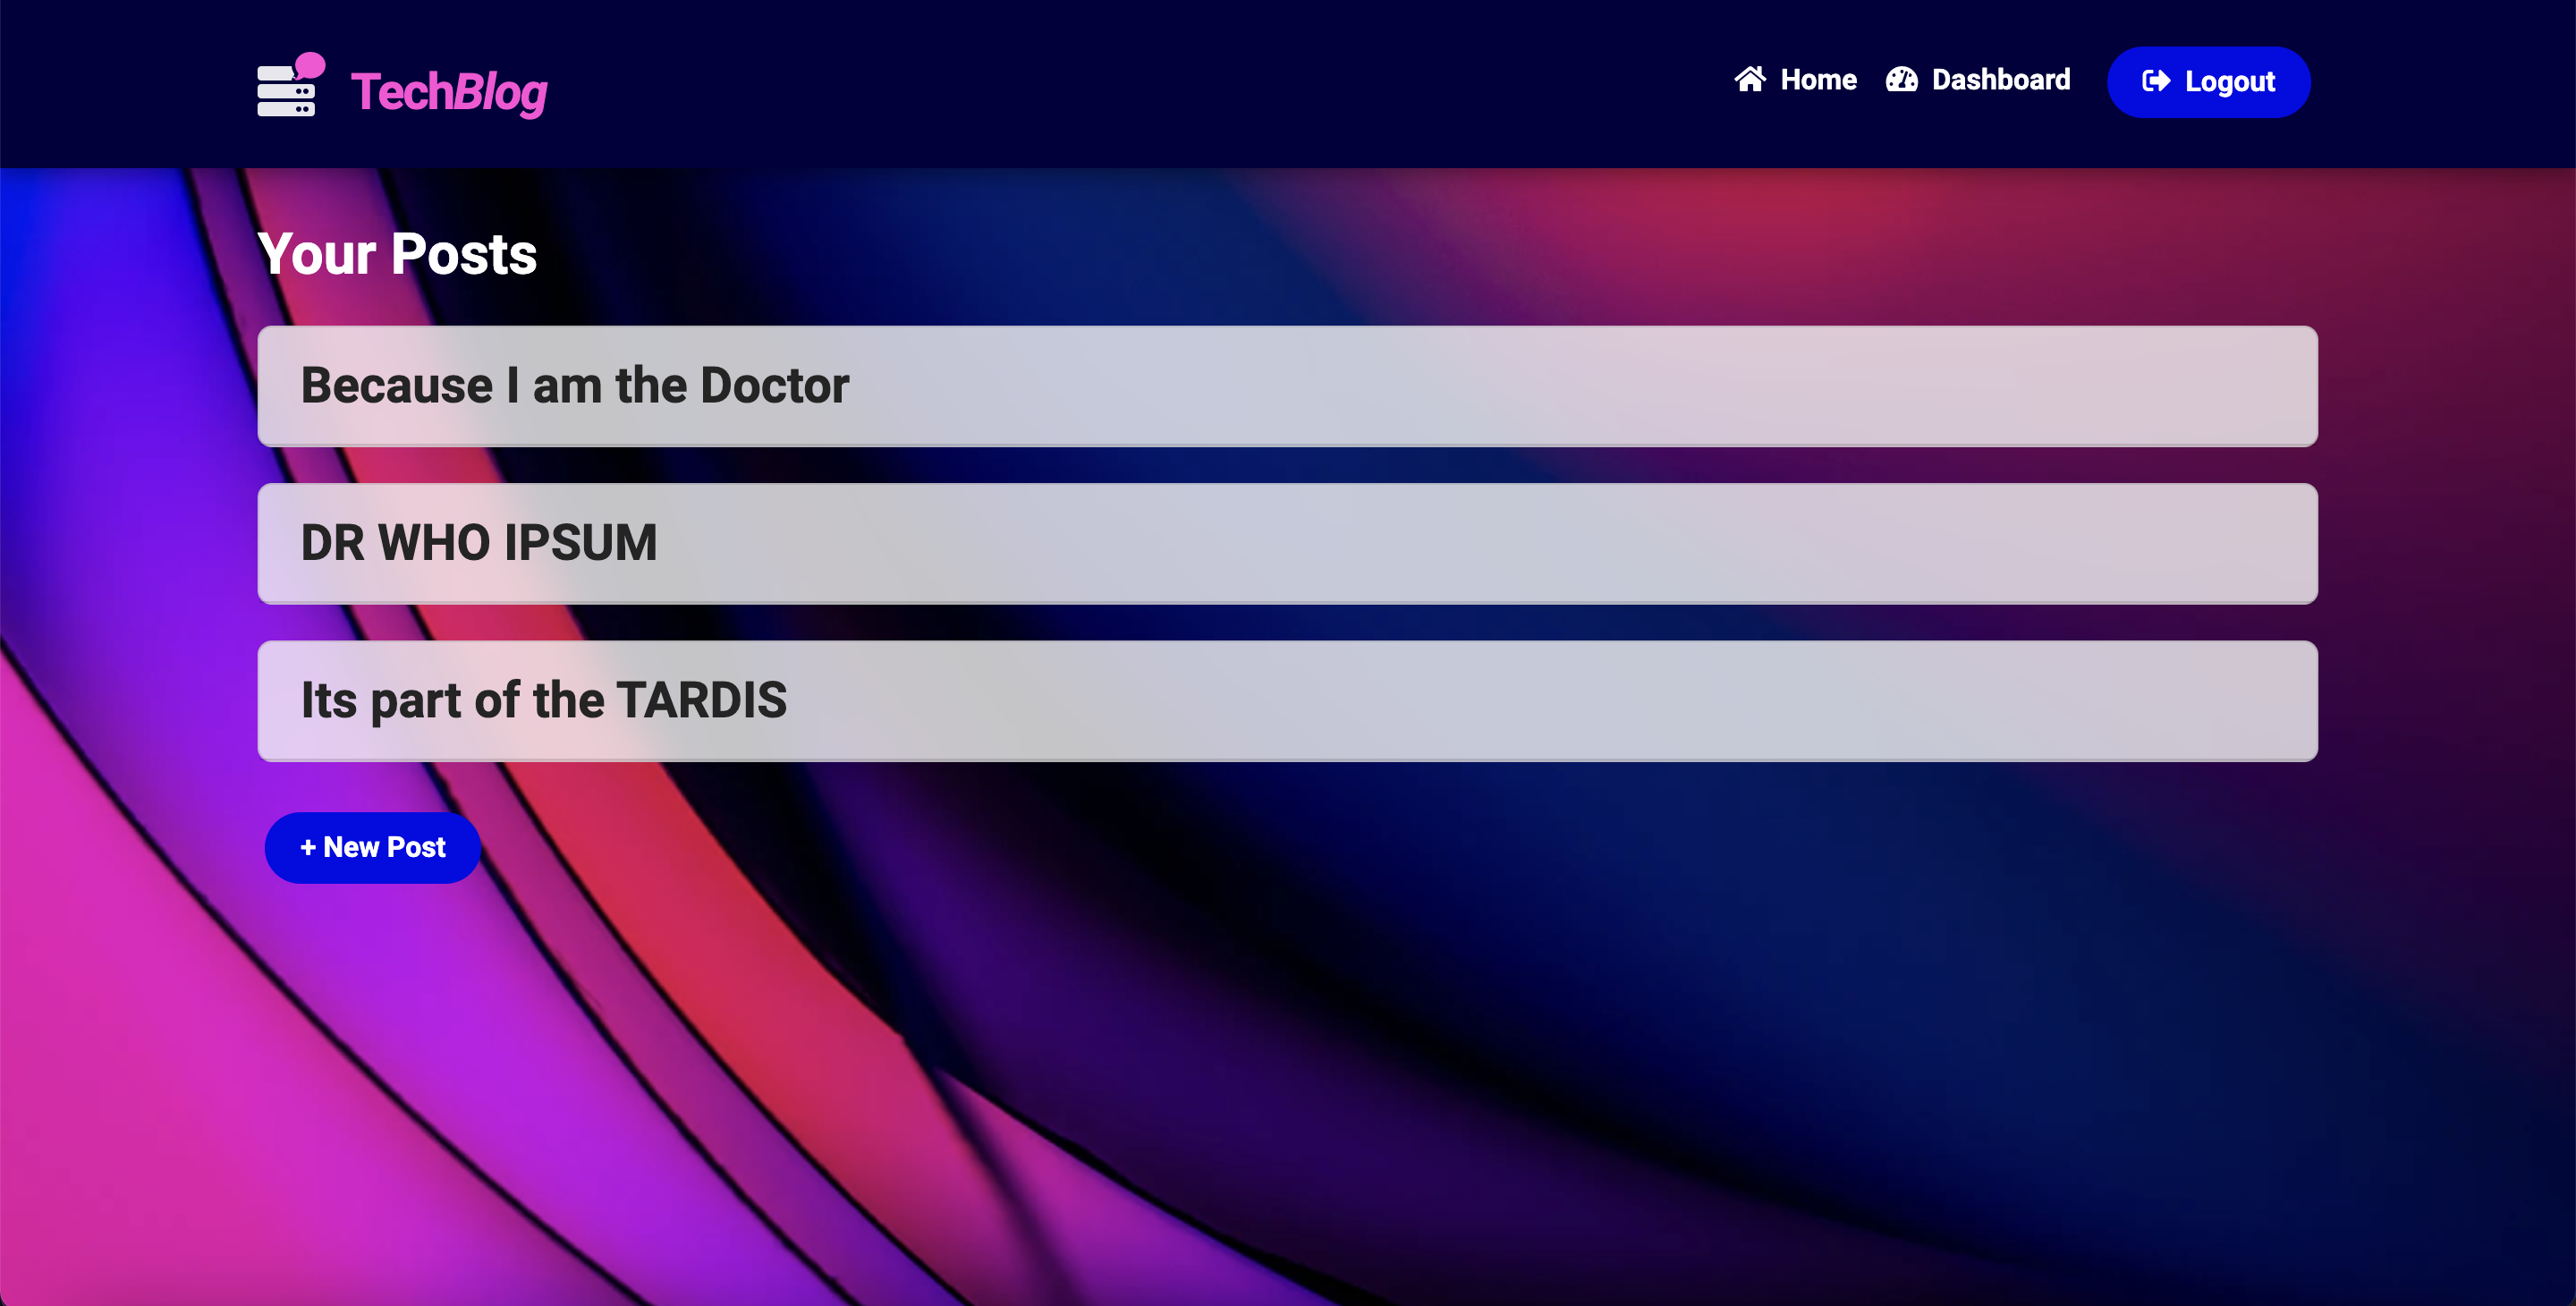 TechBlog
Home Dashboard Logout
Your Posts
Because I am the Doctor
DR WHO IPSUM
Its part of the TARDIS
+ New Post